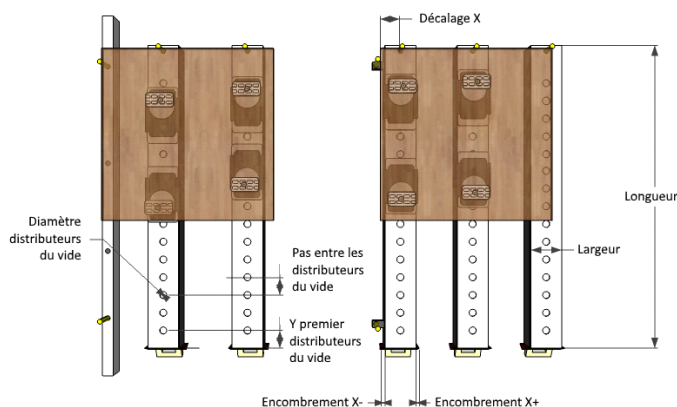 Décalage X
Longueur
Diamètre
distributeurs
du vide
Pas entre les
distributeurs
du vide
Largeur
Y premier
distributeurs
du vide
Encombrement X-
Encombrement X+